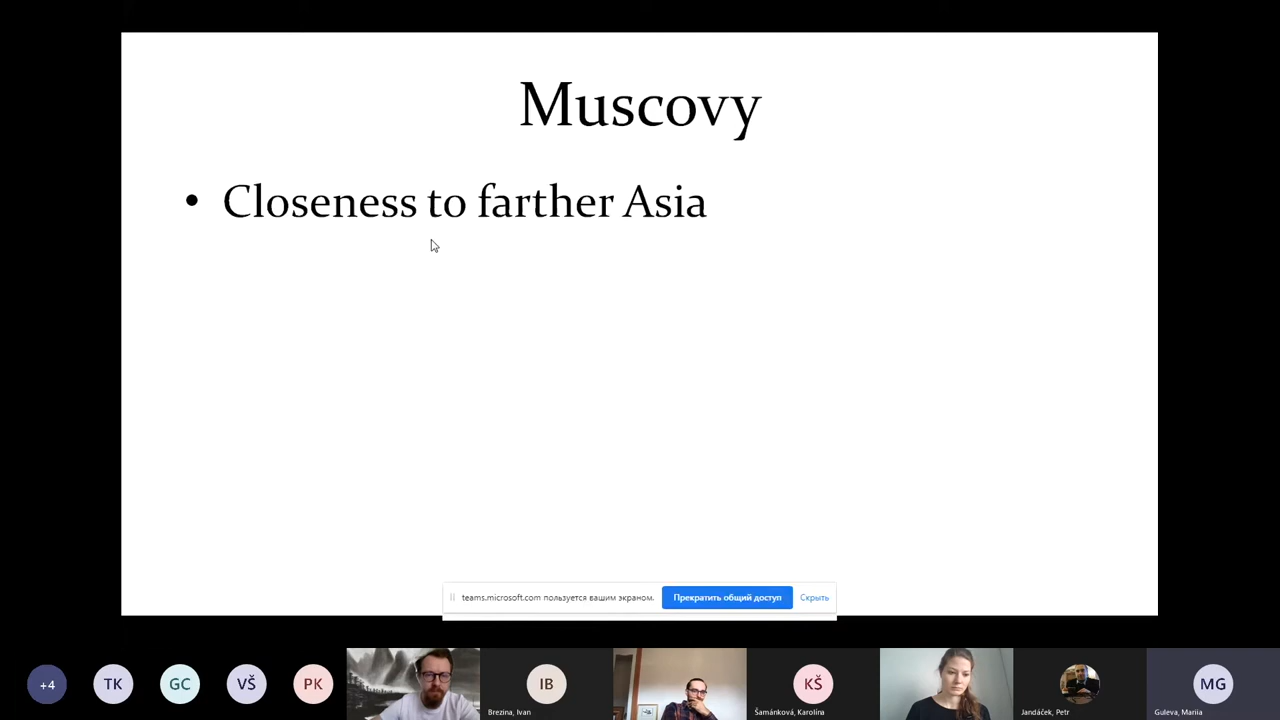 Muscovy
• Closeness to farther Asia
teams.microsoft.com пользуется вашим экраном. Прекратить общий доступ Скрыть
+4 TK GC VŠ PK IB KŠ MG
Brezina, Ivan Šamánková, Karolína Jandáček, Petr Guleva, Mariia